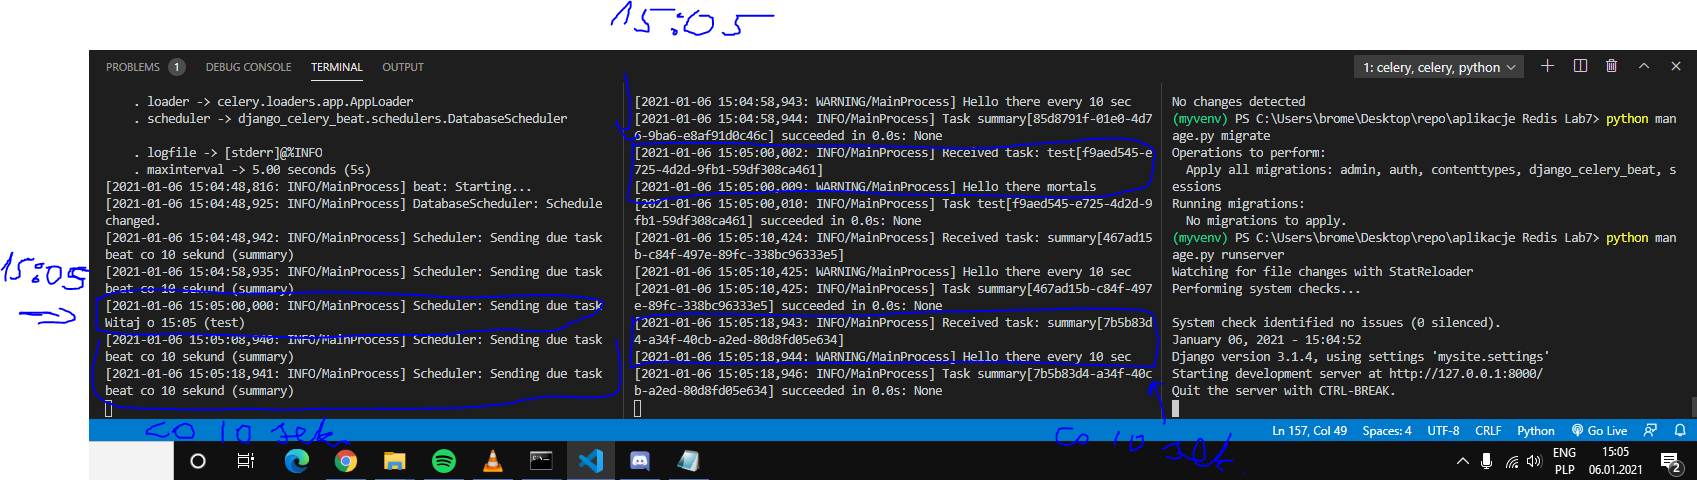 15:05
PROBLEMS 1 DEBUG CONSOLE TERMINAL OUTPUT 1: celery, celery, python
. loader -> celery.loaders.app.AppLoader
. scheduler -> django_celery_beat.schedulers.DatabaseScheduler
. logfile -> [stderr]@%INFO
. maxinterval -> 5.00 seconds (5s)
[2021-01-06 15:04:48,816: INFO/MainProcess] beat: Starting...
[2021-01-06 15:04:48,925: INFO/MainProcess] DatabaseScheduler: Schedule
changed.
[2021-01-06 15:04:48,942: INFO/MainProcess] Scheduler: Sending due task
beat co 10 sekund (summary)
[2021-01-06 15:04:58,935: INFO/MainProcess] Scheduler: Sending due task
beat co 10 sekund (summary)
[2021-01-06 15:05:00,000: INFO/MainProcess] Scheduler: Sending due task
Witaj o 15:05 (test)
[2021-01-06 15:05:08,940: INFO/MainProcess] Scheduler: Sending due task
beat co 10 sekund (summary)
[2021-01-06 15:05:18,941: INFO/MainProcess] Scheduler: Sending due task
beat co 10 sekund (summary)
15:05
co 10 sek.
[2021-01-06 15:04:58,943: WARNING/MainProcess] Hello there every 10 sec
[2021-01-06 15:04:58,944: INFO/MainProcess] Task summary[85d8791f-01e0-4d7
6-9ba6-e8af91d0c46c] succeeded in 0.0s: None
[2021-01-06 15:05:00,002: INFO/MainProcess] Received task: test[f9aed545-e
725-4d2d-9fb1-59df308ca461]
[2021-01-06 15:05:00,009: WARNING/MainProcess] Hello there mortals
[2021-01-06 15:05:00,010: INFO/MainProcess] Task test[f9aed545-e725-4d2d-9
fb1-59df308ca461] succeeded in 0.0s: None
[2021-01-06 15:05:10,424: INFO/MainProcess] Received task: summary[467ad15
b-c84f-497e-89fc-338bc96333e5]
[2021-01-06 15:05:10,425: WARNING/MainProcess] Hello there every 10 sec
[2021-01-06 15:05:10,425: INFO/MainProcess] Task summary[467ad15b-c84f-497
e-89fc-338bc96333e5] succeeded in 0.0s: None
[2021-01-06 15:05:18,943: INFO/MainProcess] Received task: summary[7b5b83d
4-a34f-40cb-a2ed-80d8fd05e634]
[2021-01-06 15:05:18,944: WARNING/MainProcess] Hello there every 10 sec
[2021-01-06 15:05:18,946: INFO/MainProcess] Task summary[7b5b83d4-a34f-40c
b-a2ed-80d8fd05e634] succeeded in 0.0s: None
co 10 sek.
No changes detected
(myvenv) PS C:\Users\brome\Desktop\repo\aplikacje Redis Lab7> python man
age.py migrate
Operations to perform:
Apply all migrations: admin, auth, contenttypes, django_celery_beat, s
essions
Running migrations:
No migrations to apply.
(myvenv) PS C:\Users\brome\Desktop\repo\aplikacje Redis Lab7> python man
age.py runserver
Watching for file changes with StatReloader
Performing system checks...
System check identified no issues (0 silenced).
January 06, 2021 - 15:04:52
Django version 3.1.4, using settings 'mysite.settings'
Starting development server at http://127.0.0.1:8000/
Quit the server with CTRL-BREAK.
Ln 157, Col 49 Spaces: 4 UTF-8 CRLF Python Go Live
ENG 15:05
PLP 06.01.2021 2